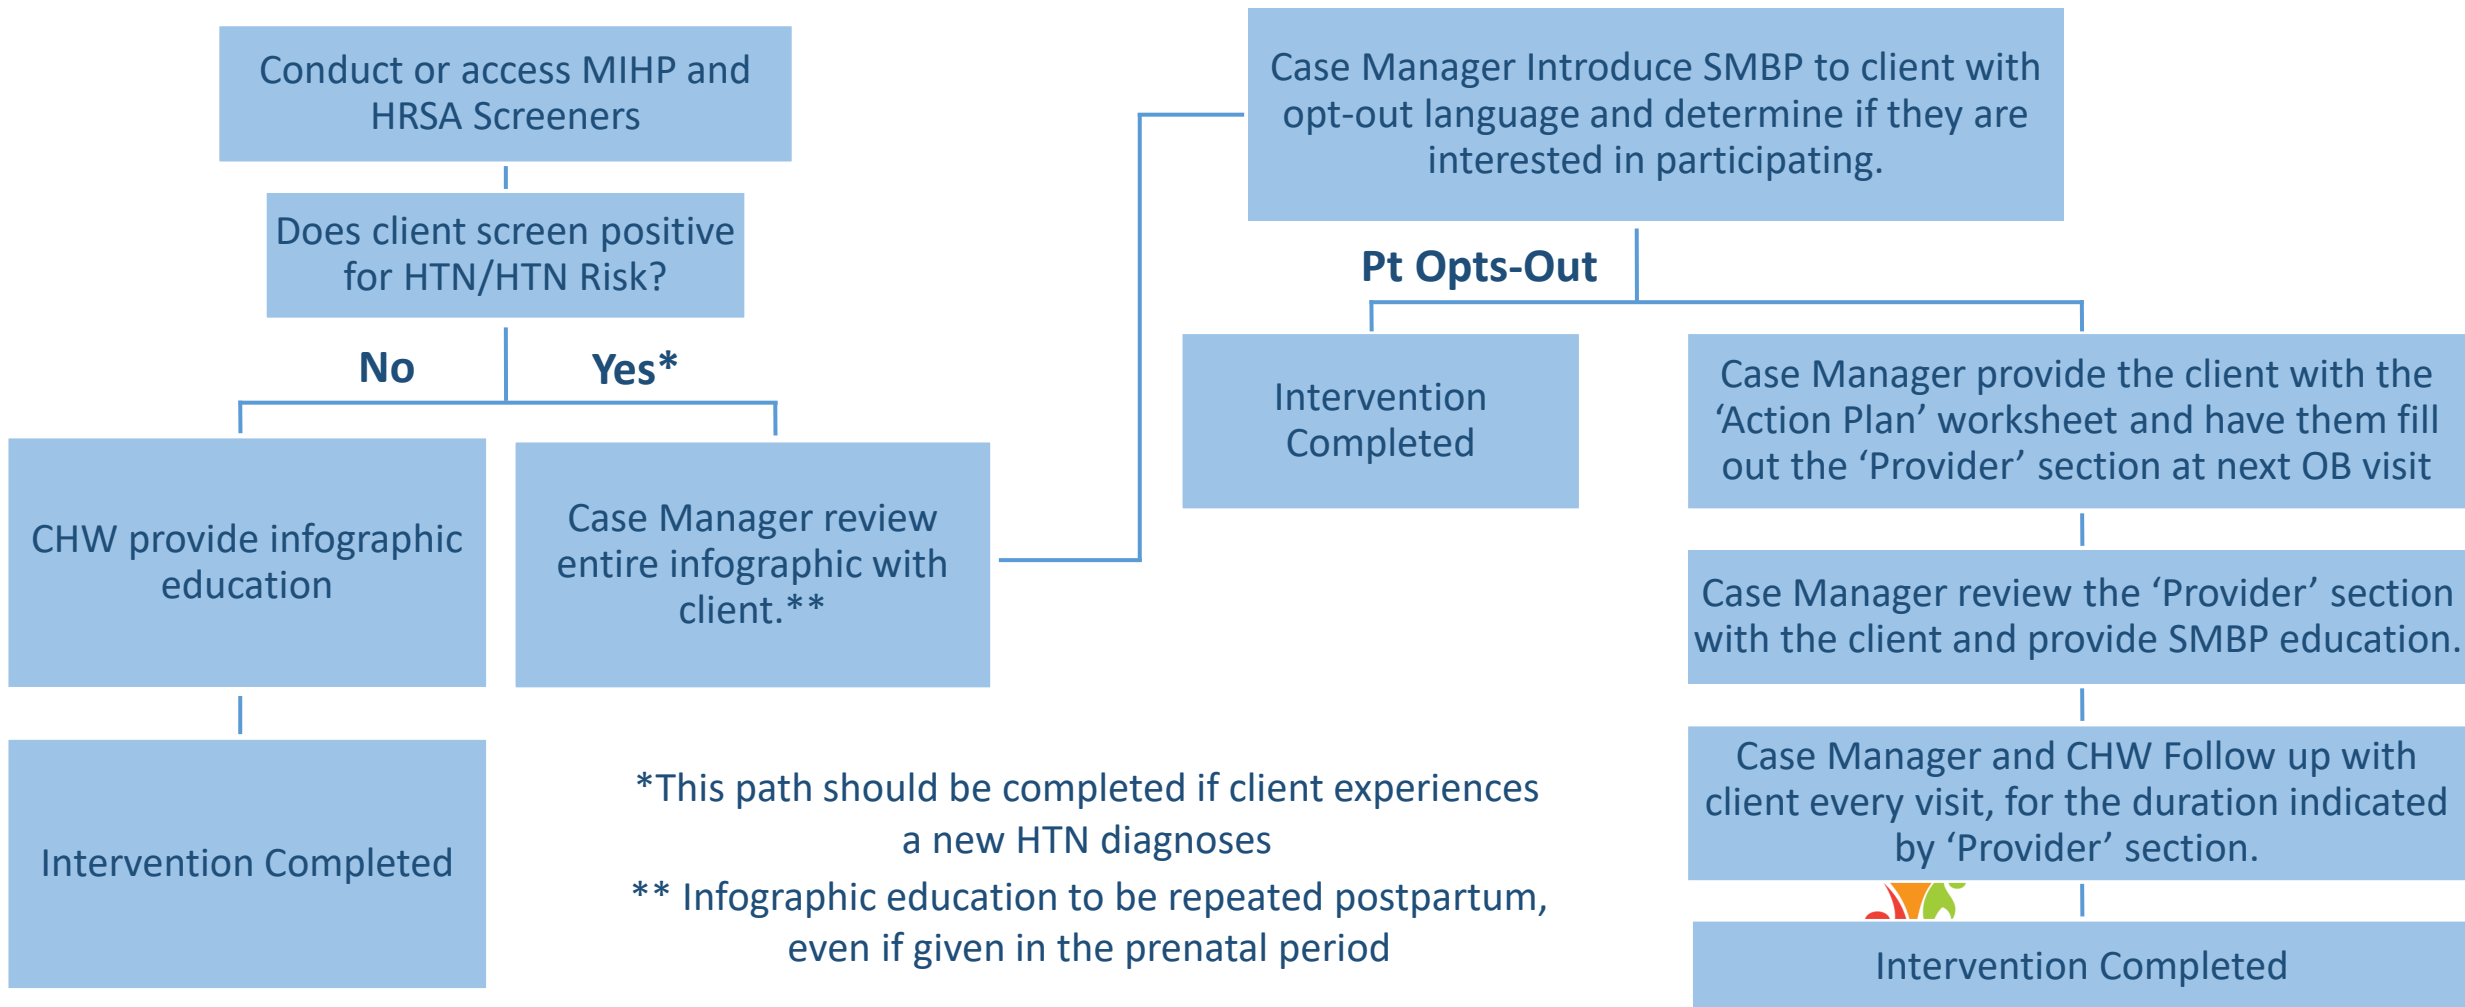 Conduct or access MIHP and
HRSA Screeners
Does client screen positive
for HTN/HTN Risk?
No
Yes*
CHW provide infographic
education
Intervention Completed
Case Manager review
entire infographic with
client.**
Case Manager Introduce SMBP to client with
opt-out language and determine if they are
interested in participating.
Pt Opts-Out
Intervention
Completed
Case Manager provide the client with the
‘Action Plan’ worksheet and have them fill
out the ‘Provider’ section at next OB visit
Case Manager review the ‘Provider’ section
with the client and provide SMBP education.
Case Manager and CHW Follow up with
client every visit, for the duration indicated
by ‘Provider’ section.
Intervention Completed
*This path should be completed if client experiences
a new HTN diagnoses
** Infographic education to be repeated postpartum,
even if given in the prenatal period